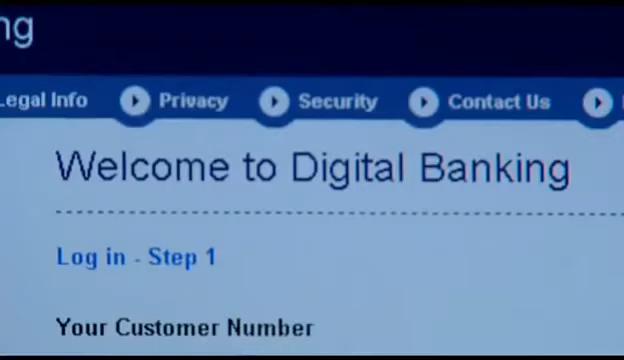 ng
Legal Info Privacy Security Contact Us
Welcome to Digital Banking
Log in - Step 1
Your Customer Number